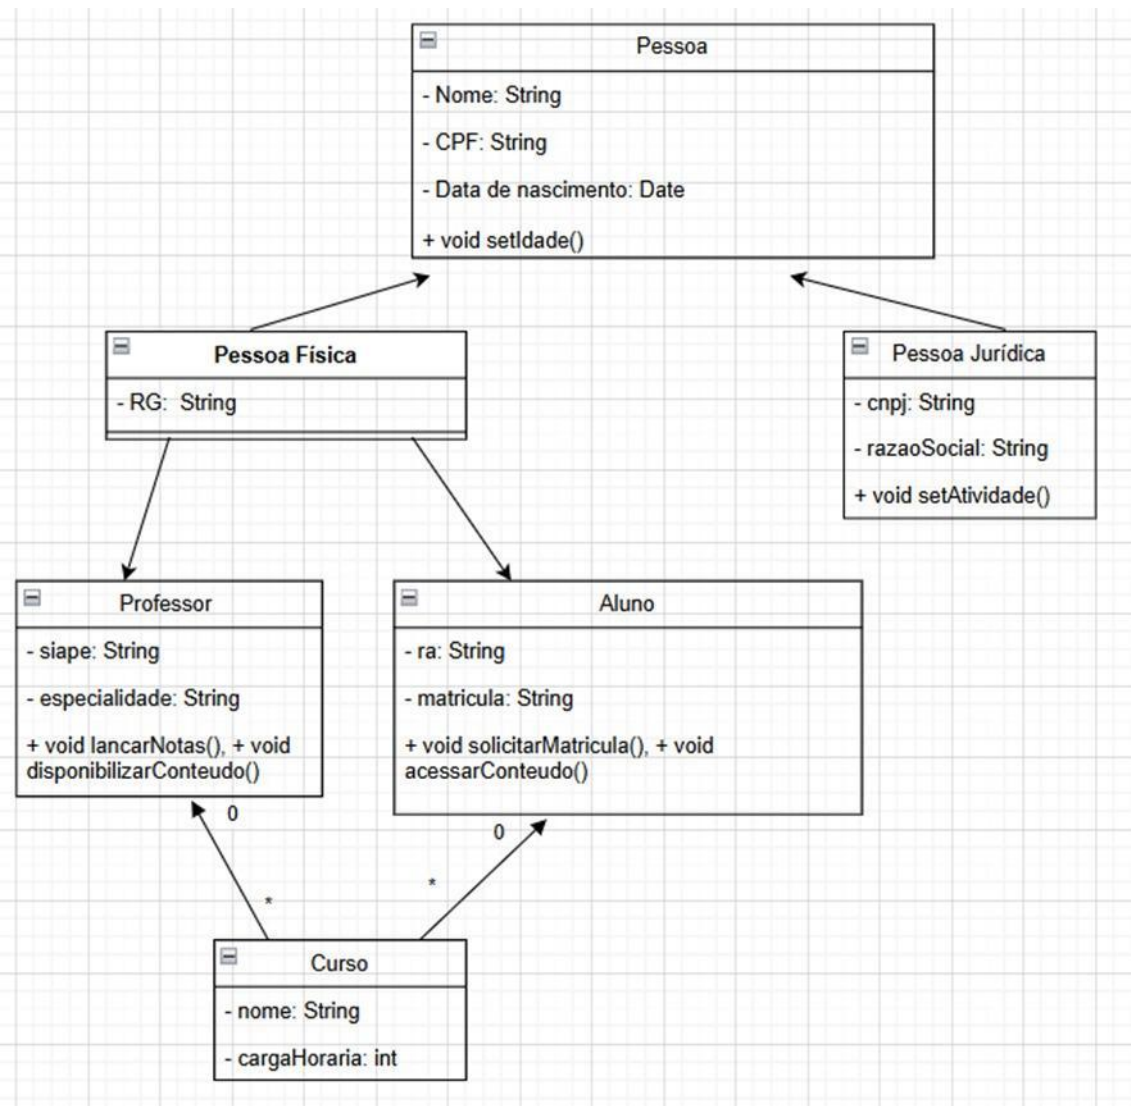 Pessoa
- Nome: String
- CPF: String
- Data de nascimento: Date
+ void setIdade()
Pessoa Física
- RG: String
Pessoa Jurídica
- cnpj: String
- razaoSocial: String
+ void setAtividade()
Professor
- siape: String
- especialidade: String
+ void lancarNotas(), + void
disponibilizarConteudo()
Aluno
- ra: String
- matricula: String
+ void solicitarMatricula(), + void
acessarConteudo()
0
*
0
*
Curso
- nome: String
- cargaHoraria: int